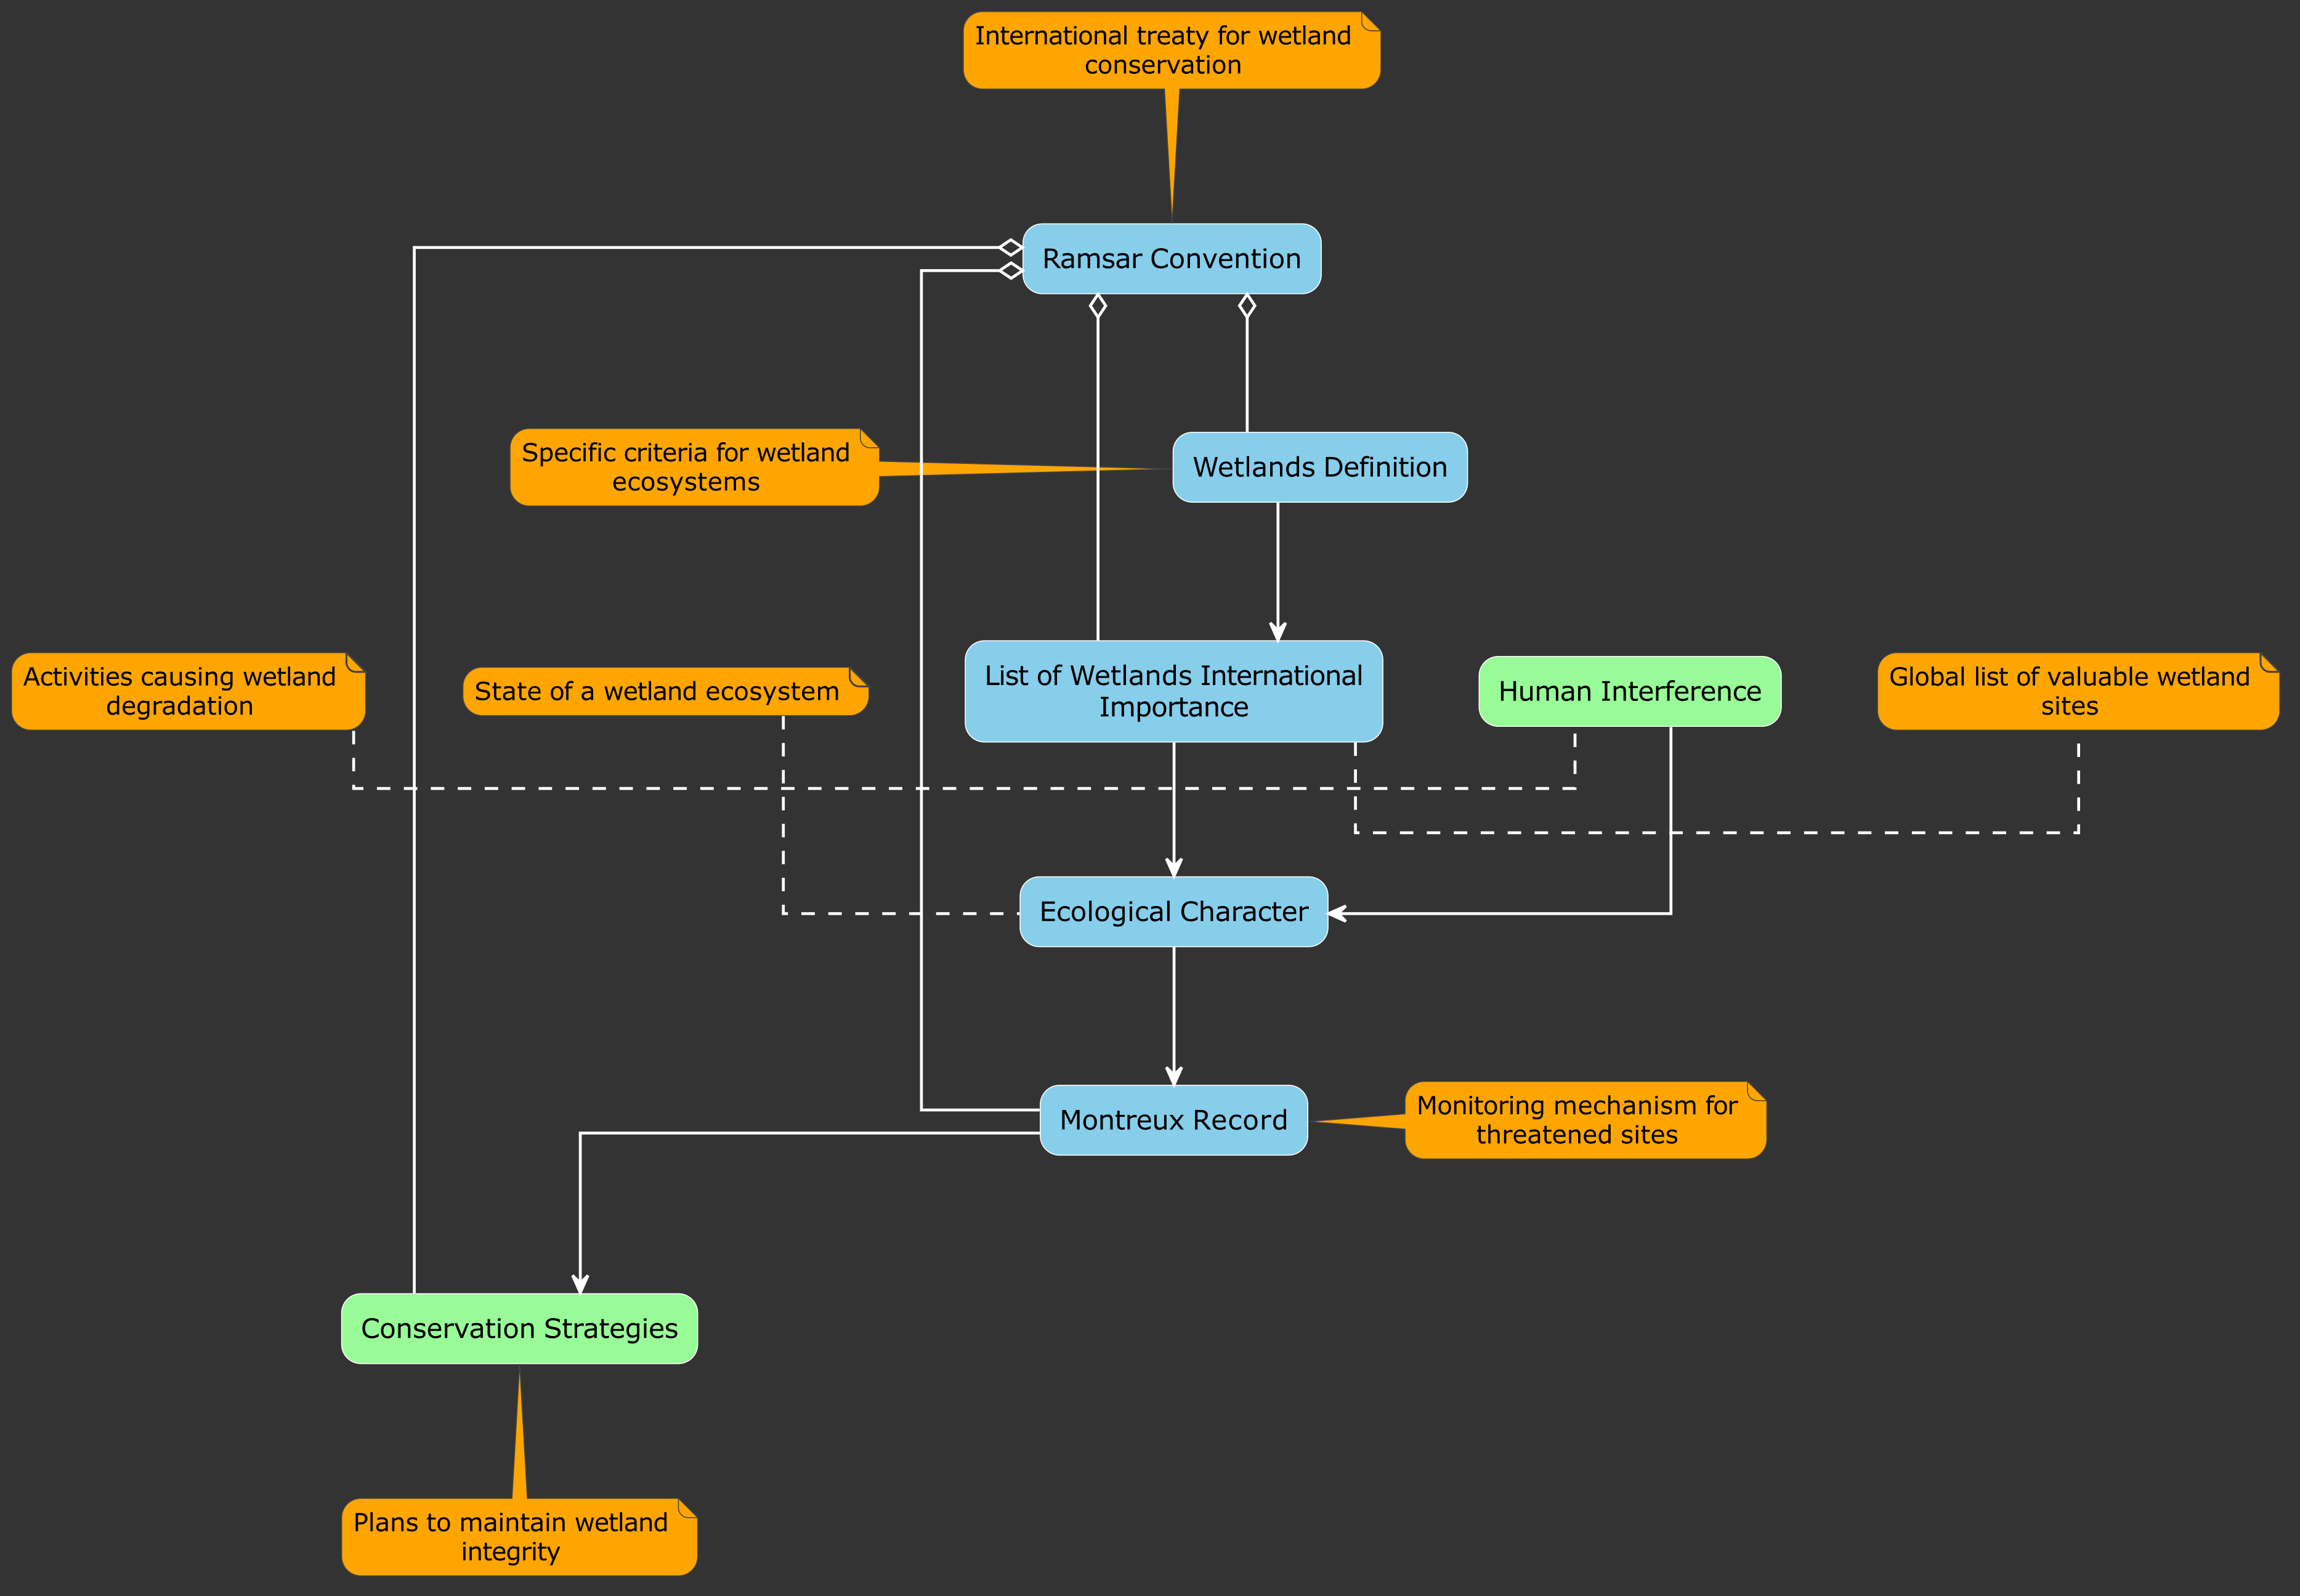 International treaty for wetland
conservation
Ramsar Convention
Specific criteria for wetland
ecosystems
Wetlands Definition
Activities causing wetland
degradation
State of a wetland ecosystem
List of Wetlands International
Importance
Human Interference
Global list of valuable wetland
sites
Ecological Character
Montreux Record
Monitoring mechanism for
threatened sites
Conservation Strategies
Plans to maintain wetland
integrity